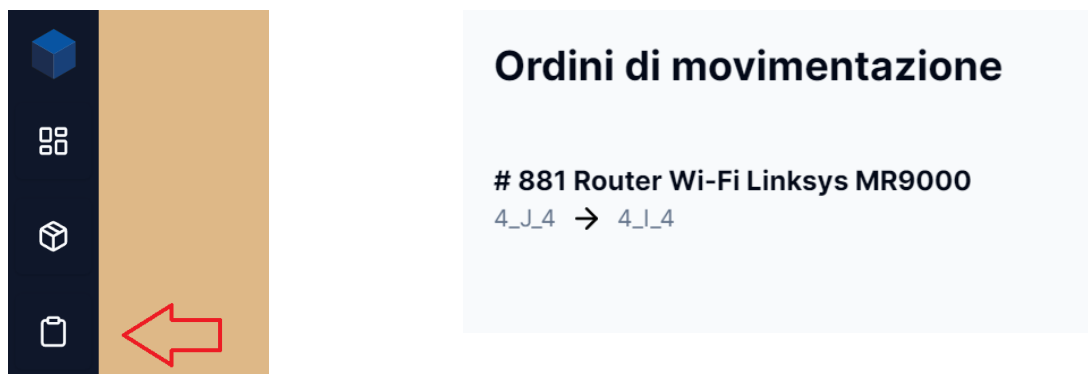 Ordini di movimentazione
# 881 Router Wi-Fi Linksys MR9000
4_J_4 → 4_I_4